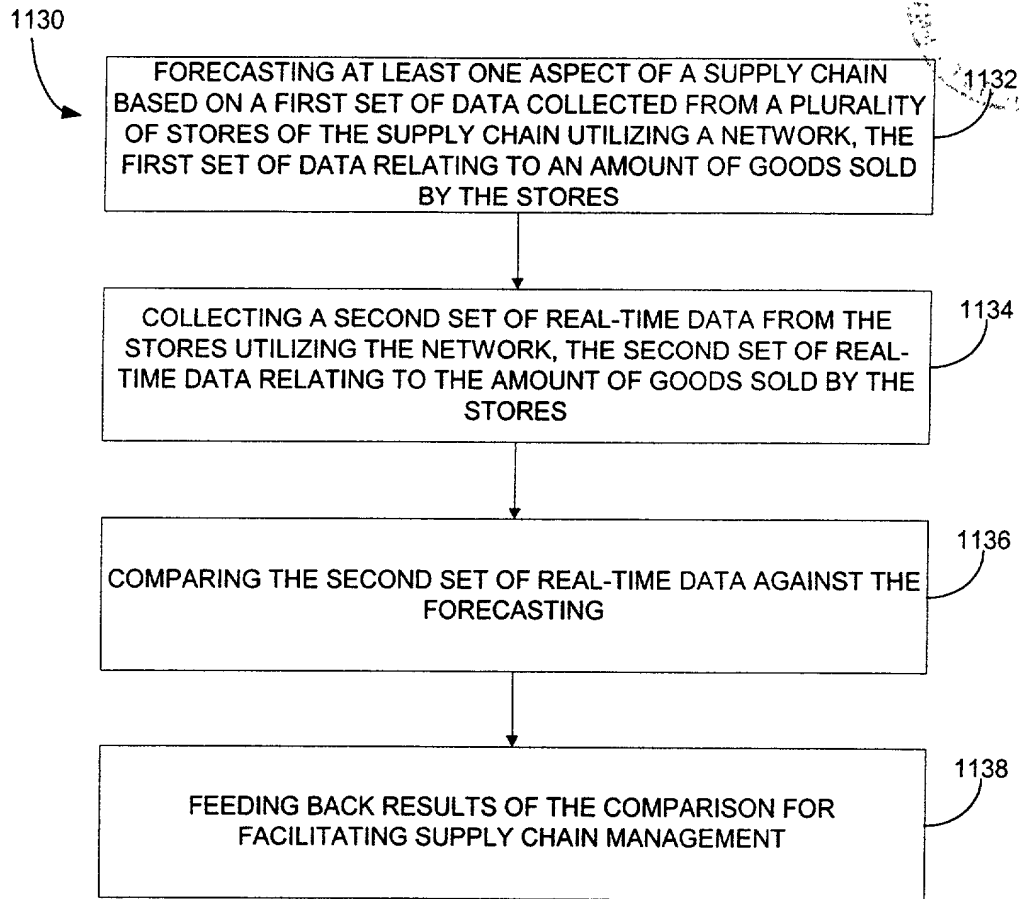 1130
FORECASTING AT LEAST ONE ASPECT OF A SUPPLY CHAIN
BASED ON A FIRST SET OF DATA COLLECTED FROM A PLURALITY
OF STORES OF THE SUPPLY CHAIN UTILIZING A NETWORK, THE
FIRST SET OF DATA RELATING TO AN AMOUNT OF GOODS SOLD
BY THE STORES
1132
COLLECTING A SECOND SET OF REAL-TIME DATA FROM THE
STORES UTILIZING THE NETWORK, THE SECOND SET OF REAL-
TIME DATA RELATING TO THE AMOUNT OF GOODS SOLD BY THE
STORES
1134
COMPARING THE SECOND SET OF REAL-TIME DATA AGAINST THE
FORECASTING
1136
FEEDING BACK RESULTS OF THE COMPARISON FOR
FACILITATING SUPPLY CHAIN MANAGEMENT
1138